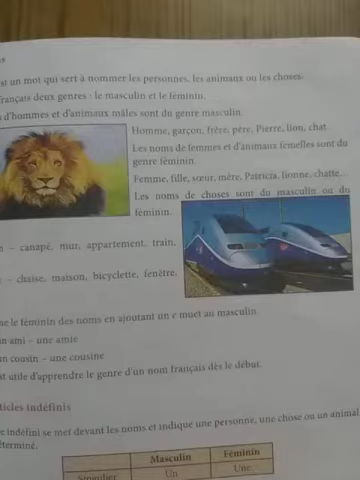 st un mot qui sert à nommer les personnes, les animaux ou les choses.
français deux genres : le masculin et le féminin.
d'hommes et d'animaux mâles sont du genre masculin.
Homme, garçon, frère, père, Pierre, lion, chat
Les noms de femmes et d'animaux femelles sont du
genre féminin.
Femme, fille, sœur, mère, Patricia, lionne, chatte...
Les noms de choses sont du masculin ou du
féminin.
n – canapé, mur, appartement, train,
– chaise, maison, bicyclette, fenêtre,
me le féminin des noms en ajoutant un e muet au masculin.
n ami – une amie
n cousin – une cousine
st utile d'apprendre le genre d'un nom français dès le début.
ticles indéfinis
e indéfini se met devant les noms et indique une personne, une chose ou un animal
déterminé.
Masculin Féminin
Singulier Un Une